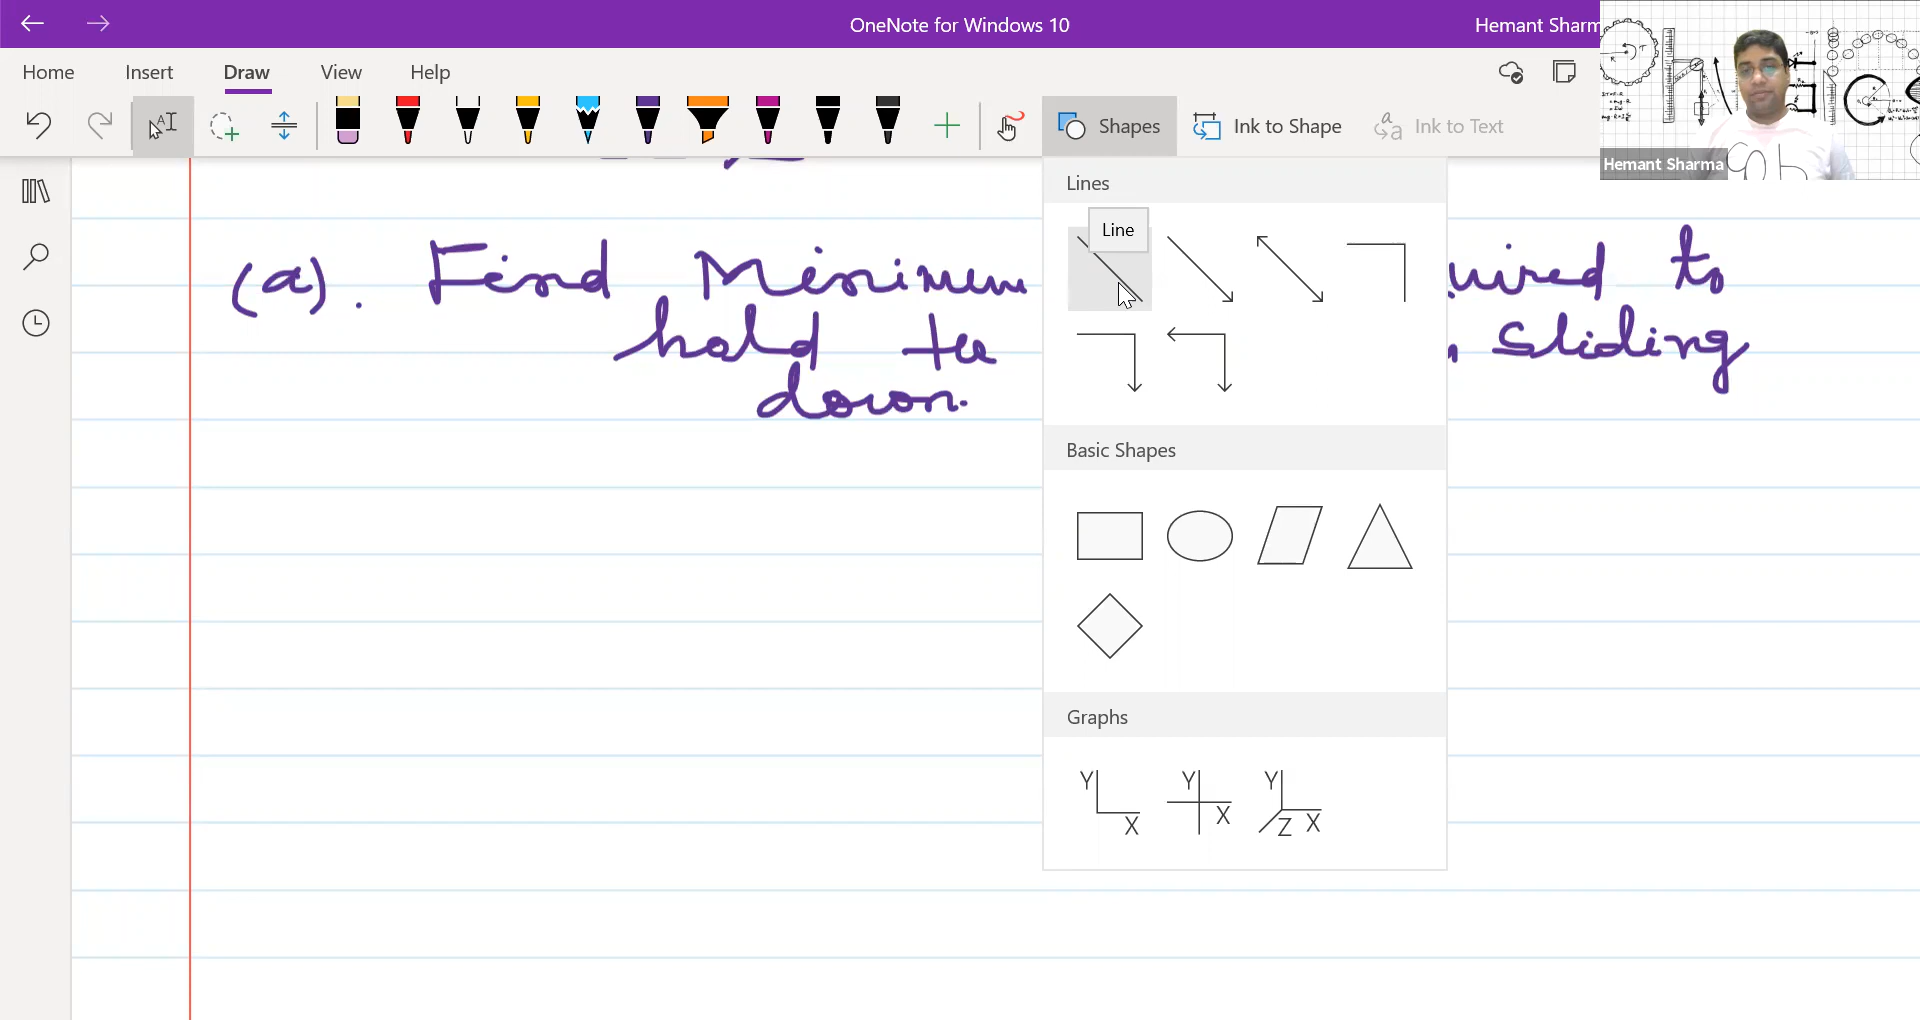 OneNote for Windows 10
Hemant Sharm
Home Insert Draw View Help
Shapes Ink to Shape Ink to Text
Hemant Sharma
Lines
Line
(a). Find Minimum uired to
hold the sliding
down.
Basic Shapes
Graphs
Y X Y X Y Z X